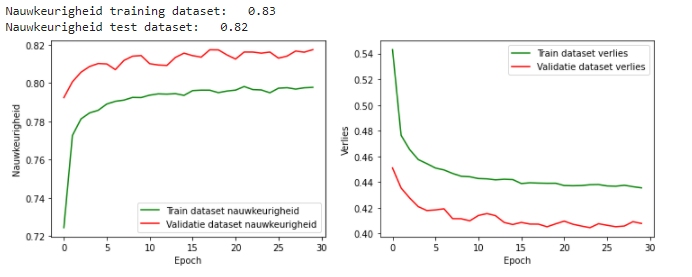 Nauwkeurigheid training dataset:   0.83
Nauwkeurigheid test dataset:   0.82
0.82
0.80
0.78
0.76
0.74
0.72
Nauwkeurigheid
0 5 10 15 20 25 30
Epoch
Train dataset nauwkeurigheid
Validatie dataset nauwkeurigheid
0.54
0.52
0.50
0.48
0.46
0.44
0.42
0.40
Verlies
0 5 10 15 20 25 30
Epoch
Train dataset verlies
Validatie dataset verlies